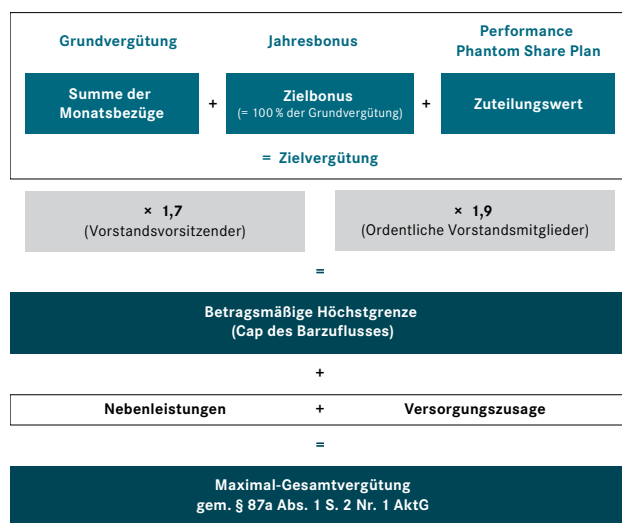 Grundvergütung
Jahresbonus
Performance
Phantom Share Plan
Summe der
Monatsbezüge
+
Zielbonus
(= 100 % der Grundvergütung)
+
Zuteilungswert
= Zielvergütung
× 1,7
(Vorstandsvorsitzender)
× 1,9
(Ordentliche Vorstandsmitglieder)
=
Betragsmäßige Höchstgrenze
(Cap des Barzuflusses)
+
Nebenleistungen + Versorgungszusage
=
Maximal-Gesamtvergütung
gem. § 87a Abs. 1 S. 2 Nr. 1 AktG